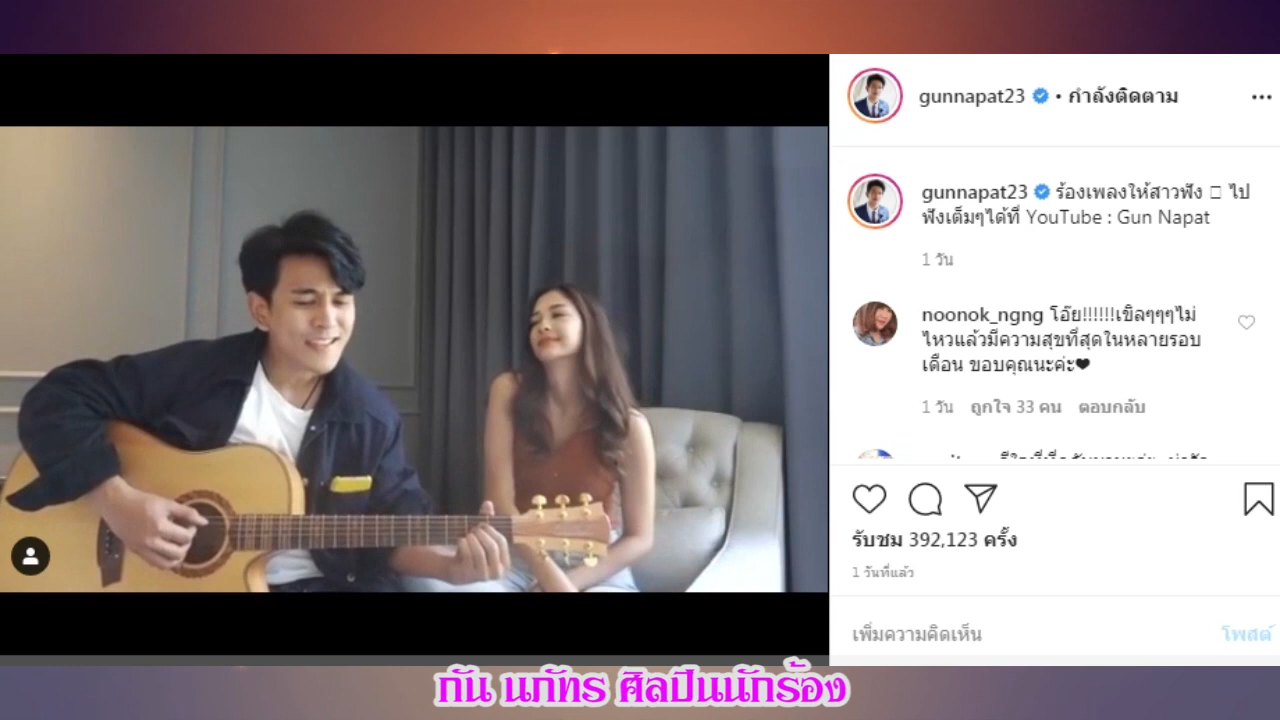 gunnapat23 • กำลังติดตาม
gunnapat23 ร้องเพลงให้สาวฟัง ไป
ฟังเต็มๆได้ที่ YouTube : Gun Napat
1 วัน
noonok_ngng โอ๊ย!!!!!!เขิลๆๆๆไม่
ไหวแล้วมีความสุขที่สุดในหลายรอบ
เดือน ขอบคุณนะค่ะ❤
1 วัน ถูกใจ 33 คน ตอบกลับ
รับชม 392,123 ครั้ง
1 วันที่แล้ว
เพิ่มความคิดเห็น โพสต์
กัน นภัทร ศิลปินนักร้อง